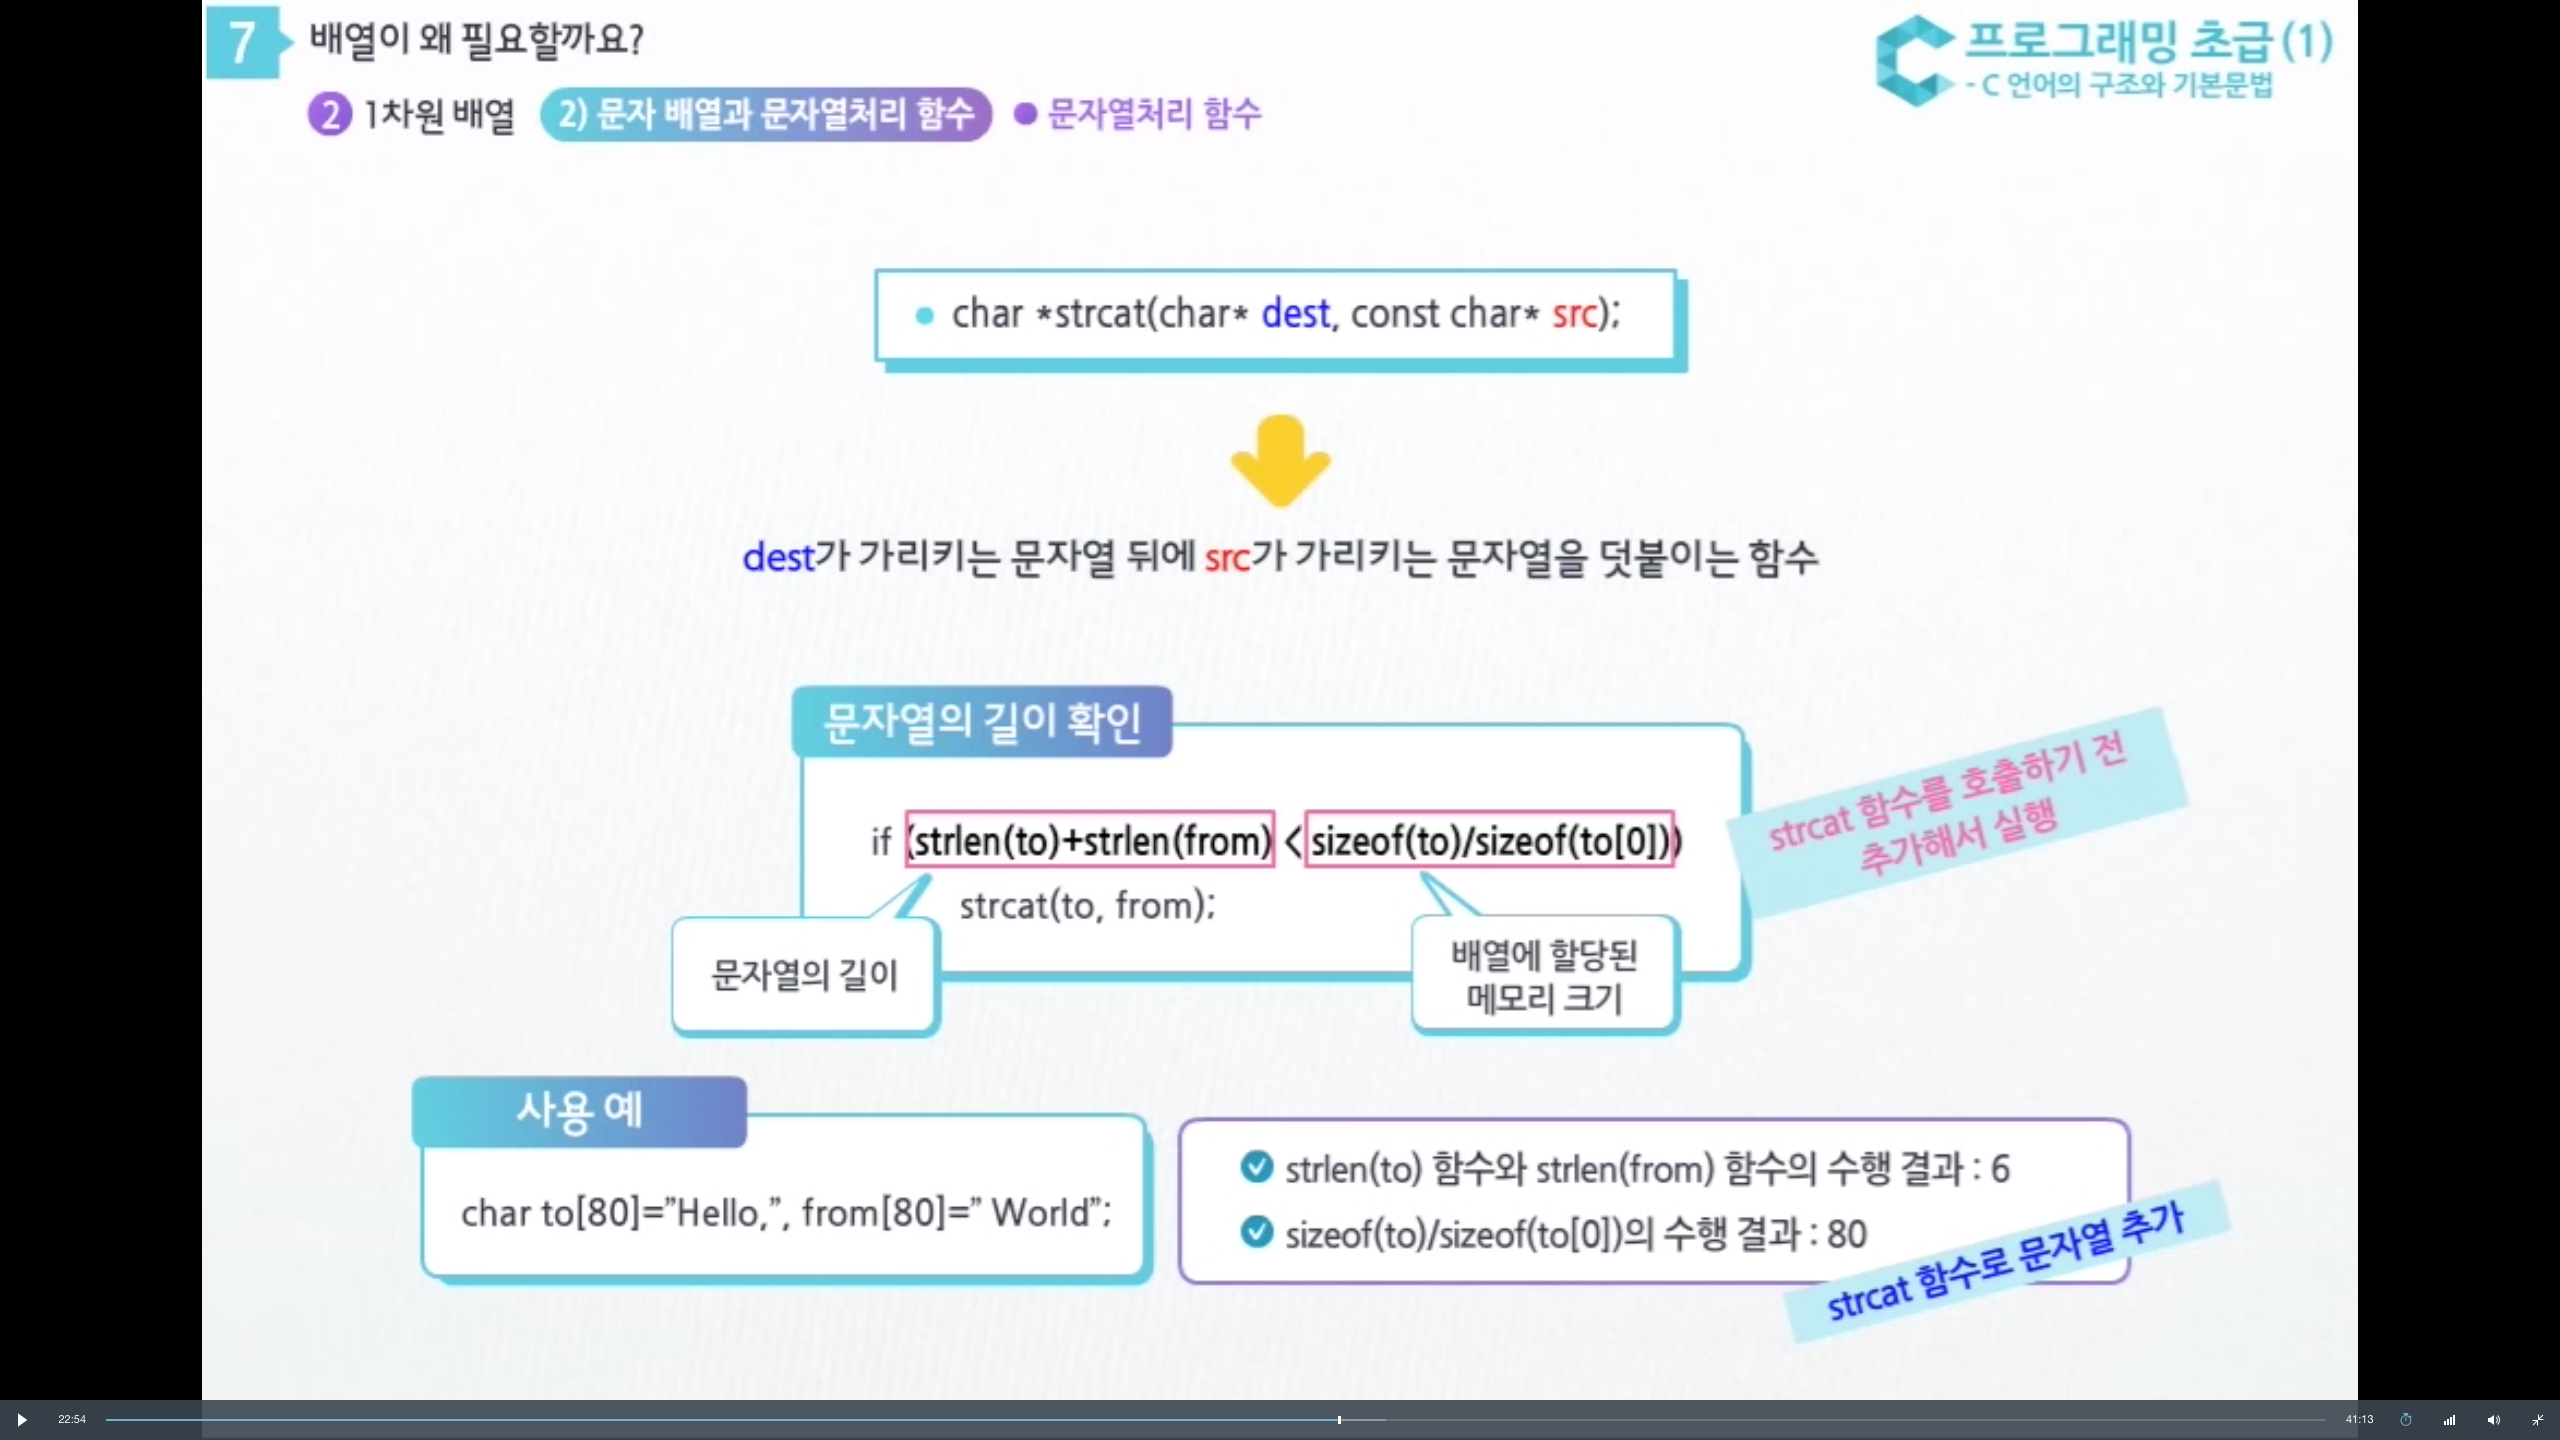 7 배열이 왜 필요할까요?
프로그래밍 초급(1)
- C 언어의 구조와 기본문법
2 1차원 배열 2) 문자 배열과 문자열처리 함수 ● 문자열처리 함수
• char *strcat(char* dest, const char* src);
dest가 가리키는 문자열 뒤에 src가 가리키는 문자열을 덧붙이는 함수
문자열의 길이 확인
if (strlen(to)+strlen(from) < sizeof(to)/sizeof(to[0]))
strcat(to, from);
strcat 함수를 호출하기 전
추가해서 실행
문자열의 길이
배열에 할당된
메모리 크기
사용 예
char to[80]=”Hello,”, from[80]=” World”;
strlen(to) 함수와 strlen(from) 함수의 수행 결과 : 6
sizeof(to)/sizeof(to[0])의 수행 결과 : 80
strcat 함수로 문자열 추가
22:54
41:13